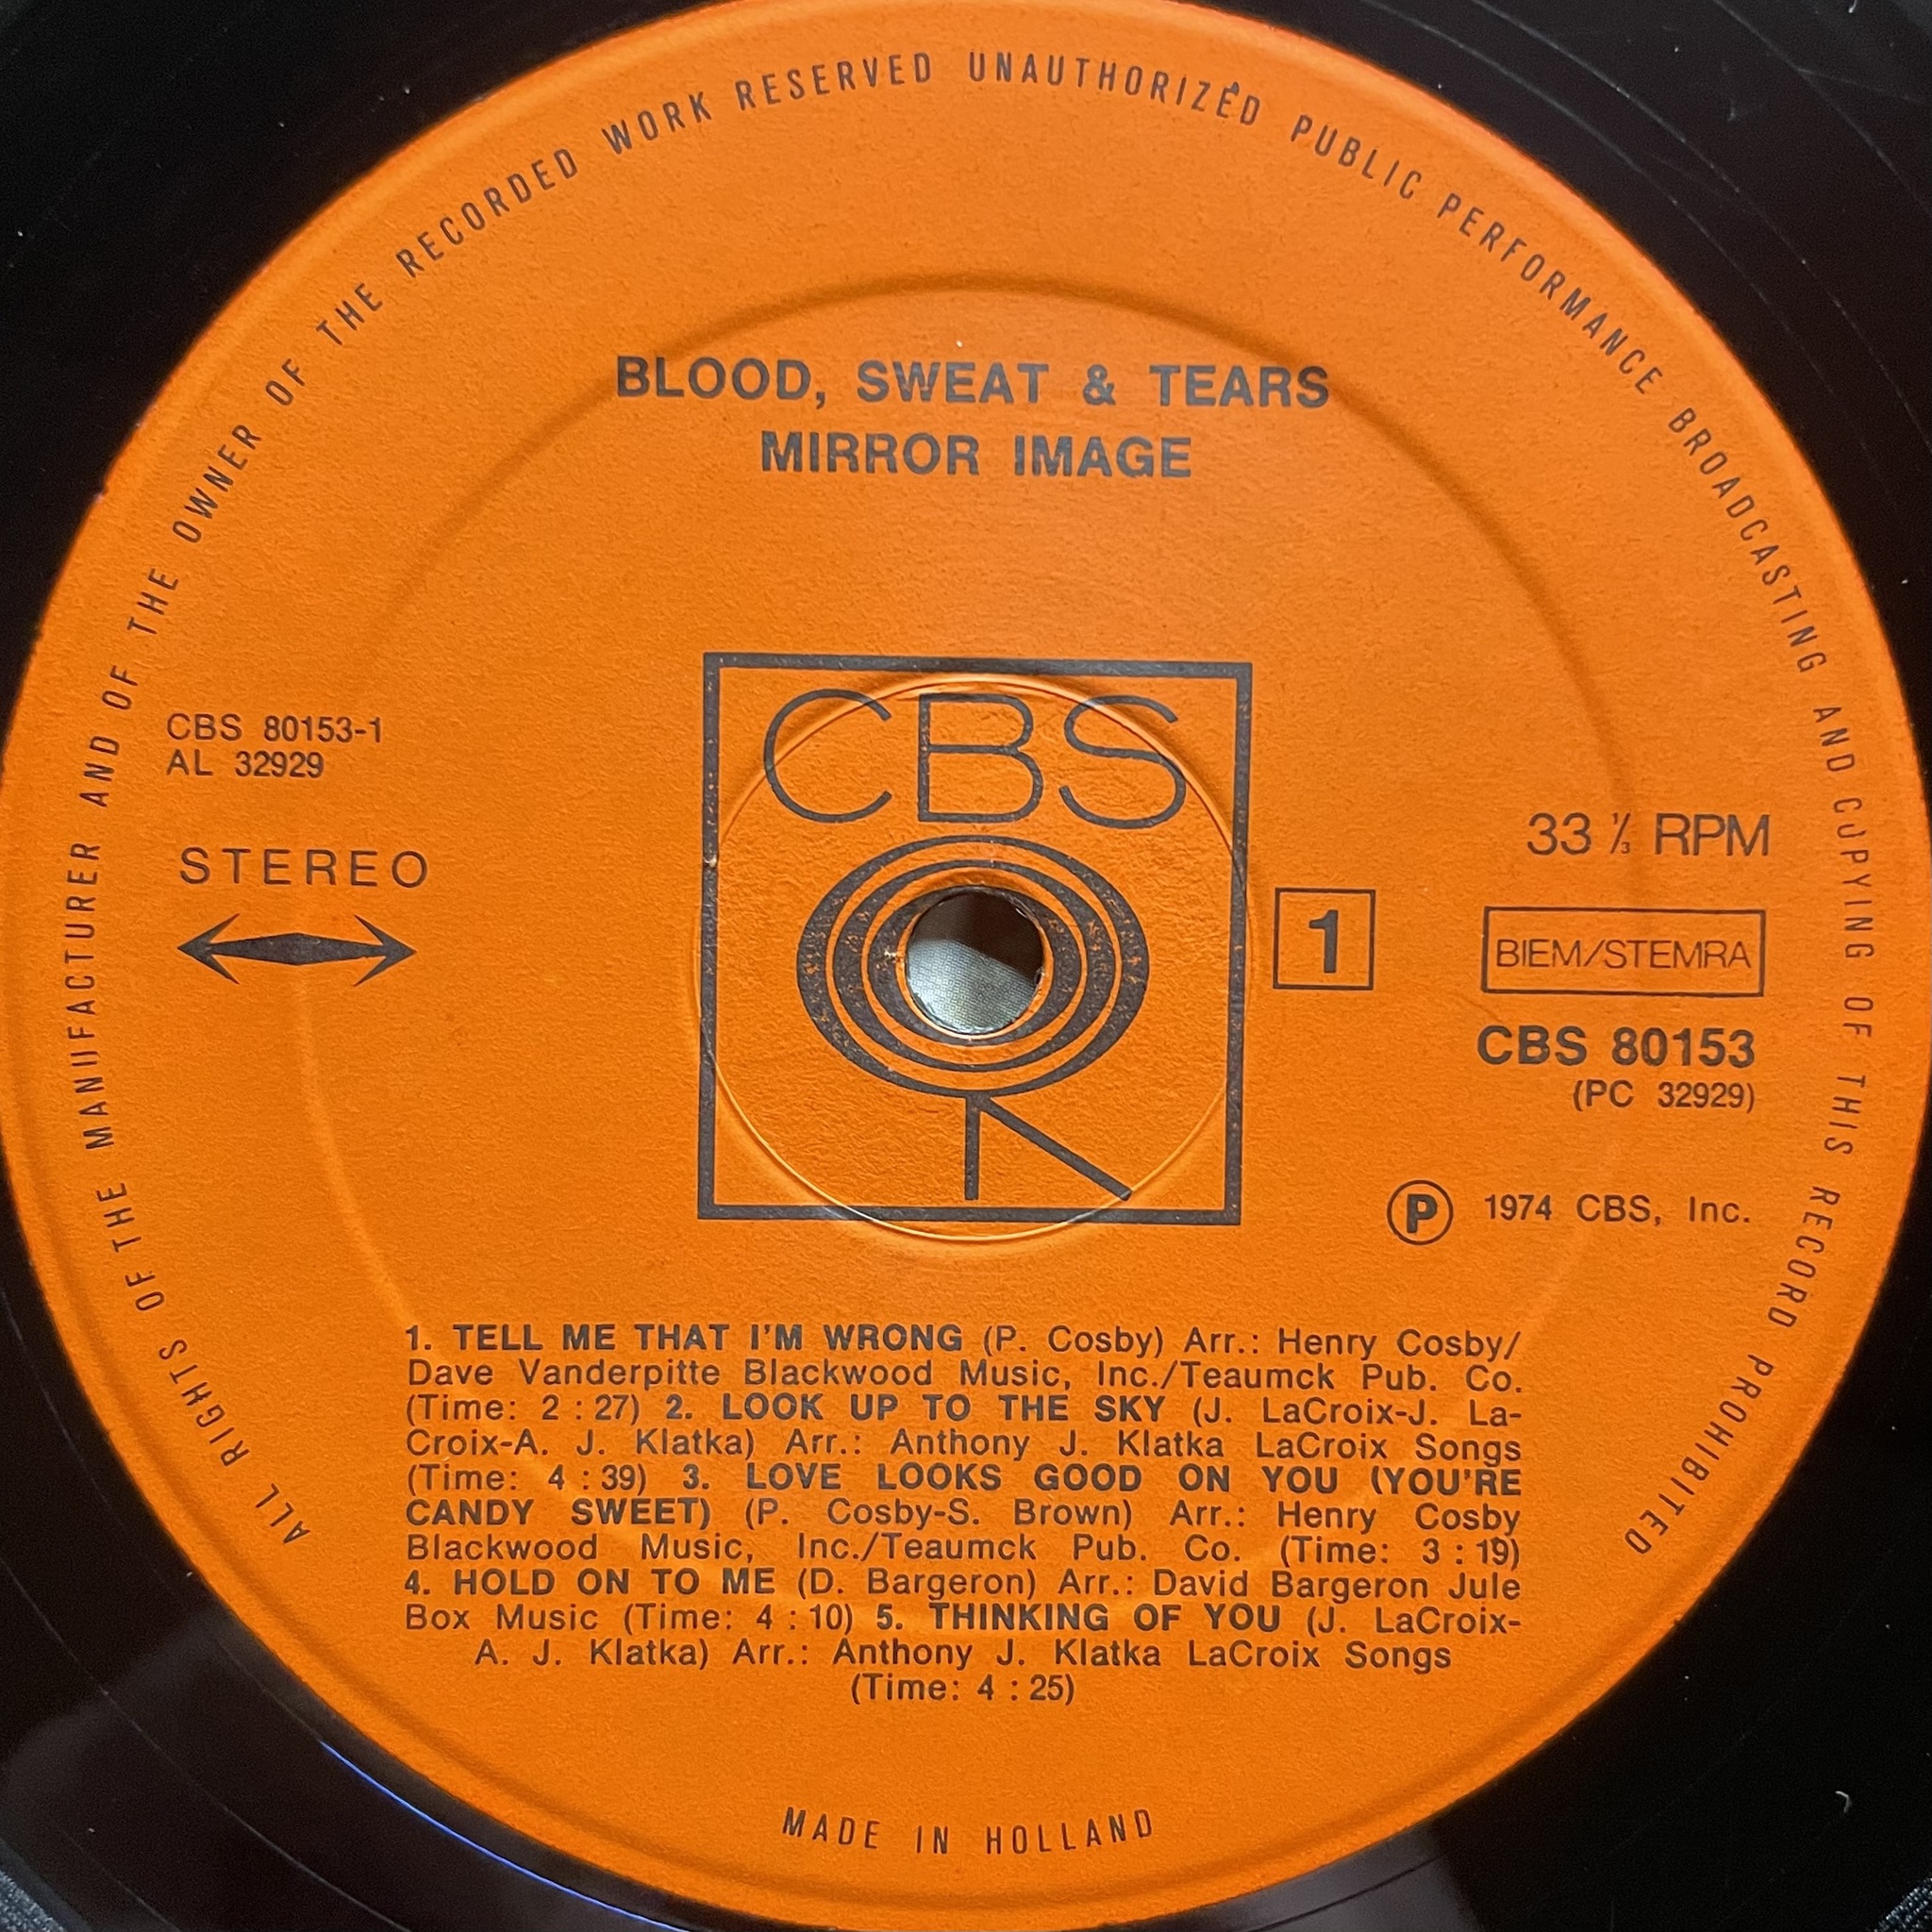 ALL RIGHTS OF THE MANUFACTURER AND OF THE OWNER OF THE RECORDED WORK RESERVED UNAUTHORIZED PUBLIC PERFORMANCE BROADCASTING AND COPYING OF THIS RECORD PROHIBITED
BLOOD, SWEAT & TEARS
MIRROR IMAGE
CBS
CBS 80153-1
AL 32929
STEREO
33 ⅓ RPM
1
BIEM/STEMRA
CBS 80153
(PC 32929)
Ⓟ 1974 CBS, Inc.
1. TELL ME THAT I'M WRONG (P. Cosby) Arr.: Henry Cosby/
Dave Vanderpitte Blackwood Music, Inc./Teaumck Pub. Co.
(Time: 2 : 27) 2. LOOK UP TO THE SKY (J. LaCroix-J. La-
Croix-A. J. Klatka) Arr.: Anthony J. Klatka LaCroix Songs
(Time: 4 : 39) 3. LOVE LOOKS GOOD ON YOU (YOU'RE
CANDY SWEET) (P. Cosby-S. Brown) Arr.: Henry Cosby
Blackwood Music, Inc./Teaumck Pub. Co. (Time: 3 : 19)
4. HOLD ON TO ME (D. Bargeron) Arr.: David Bargeron Jule
Box Music (Time: 4 : 10) 5. THINKING OF YOU (J. LaCroix-
A. J. Klatka) Arr.: Anthony J. Klatka LaCroix Songs
(Time: 4 : 25)
MADE IN HOLLAND